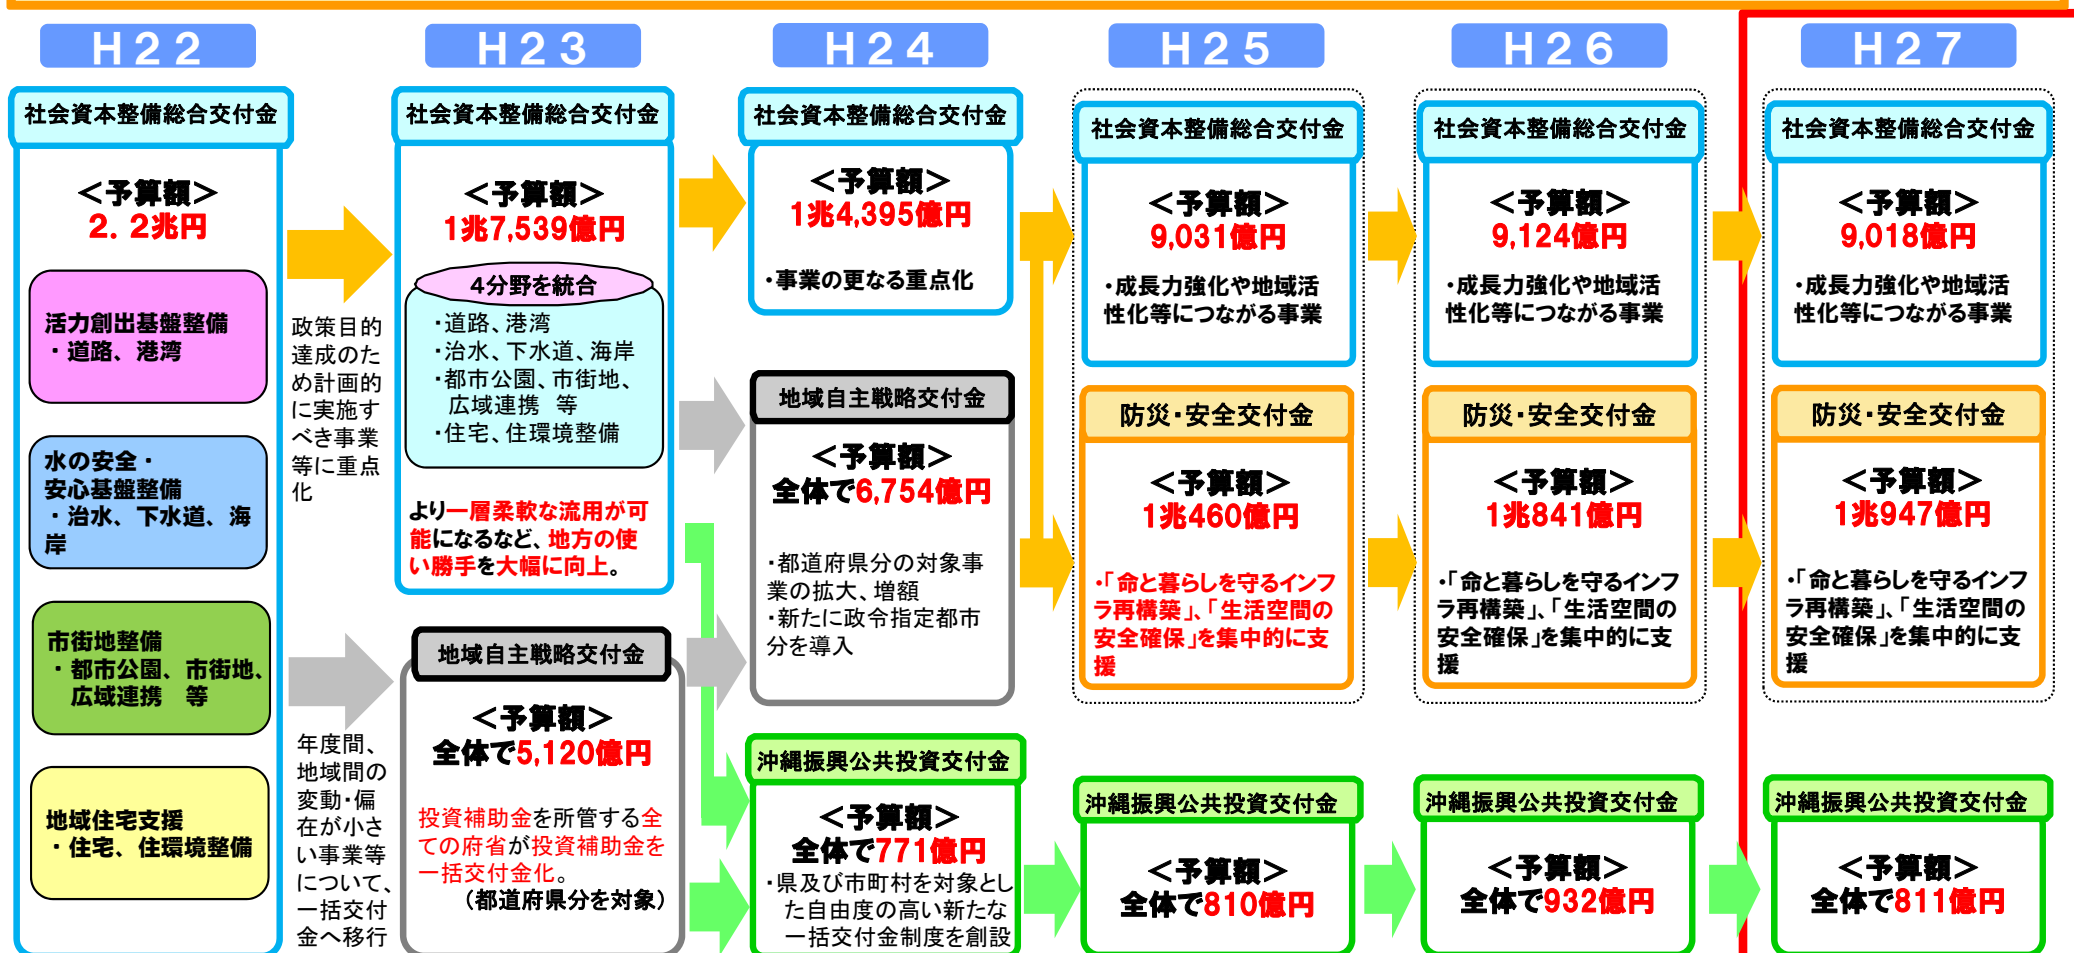 H22
社会資本整備総合交付金
＜予算額＞
2. 2兆円
活力創出基盤整備
・道路、港湾
水の安全・
安心基盤整備
・治水、下水道、海
岸
市街地整備
・都市公園、市街地、
広域連携　等
地域住宅支援
・住宅、住環境整備
政策目的
達成のた
め計画的
に実施す
べき事業
等に重点
化
年度間、
地域間の
変動・偏
在が小さ
い事業等
について、
一括交付
金へ移行
H23
社会資本整備総合交付金
＜予算額＞
1兆7,539億円
4分野を統合
・道路、港湾
・治水、下水道、海岸
・都市公園、市街地、
広域連携　等
・住宅、住環境整備
より一層柔軟な流用が可
能になるなど、地方の使
い勝手を大幅に向上。
地域自主戦略交付金
＜予算額＞
全体で5,120億円
投資補助金を所管する全
ての府省が投資補助金を
一括交付金化。
（都道府県分を対象）
H24
社会資本整備総合交付金
＜予算額＞
1兆4,395億円
・事業の更なる重点化
地域自主戦略交付金
＜予算額＞
全体で6,754億円
・都道府県分の対象事
業の拡大、増額
・新たに政令指定都市
分を導入
沖縄振興公共投資交付金
＜予算額＞
全体で771億円
・県及び市町村を対象とし
た自由度の高い新たな
一括交付金制度を創設
H25
社会資本整備総合交付金
＜予算額＞
9,031億円
・成長力強化や地域活
性化等につながる事業
防災・安全交付金
＜予算額＞
1兆460億円
・「命と暮らしを守るインフ
ラ再構築」、「生活空間の
安全確保」を集中的に支
援
沖縄振興公共投資交付金
＜予算額＞
全体で810億円
H26
社会資本整備総合交付金
＜予算額＞
9,124億円
・成長力強化や地域活
性化等につながる事業
防災・安全交付金
＜予算額＞
1兆841億円
・「命と暮らしを守るインフ
ラ再構築」、「生活空間の
安全確保」を集中的に支
援
沖縄振興公共投資交付金
＜予算額＞
全体で932億円
H27
社会資本整備総合交付金
＜予算額＞
9,018億円
・成長力強化や地域活
性化等につながる事業
防災・安全交付金
＜予算額＞
1兆947億円
・「命と暮らしを守るインフ
ラ再構築」、「生活空間の
安全確保」を集中的に支
援
沖縄振興公共投資交付金
＜予算額＞
全体で811億円